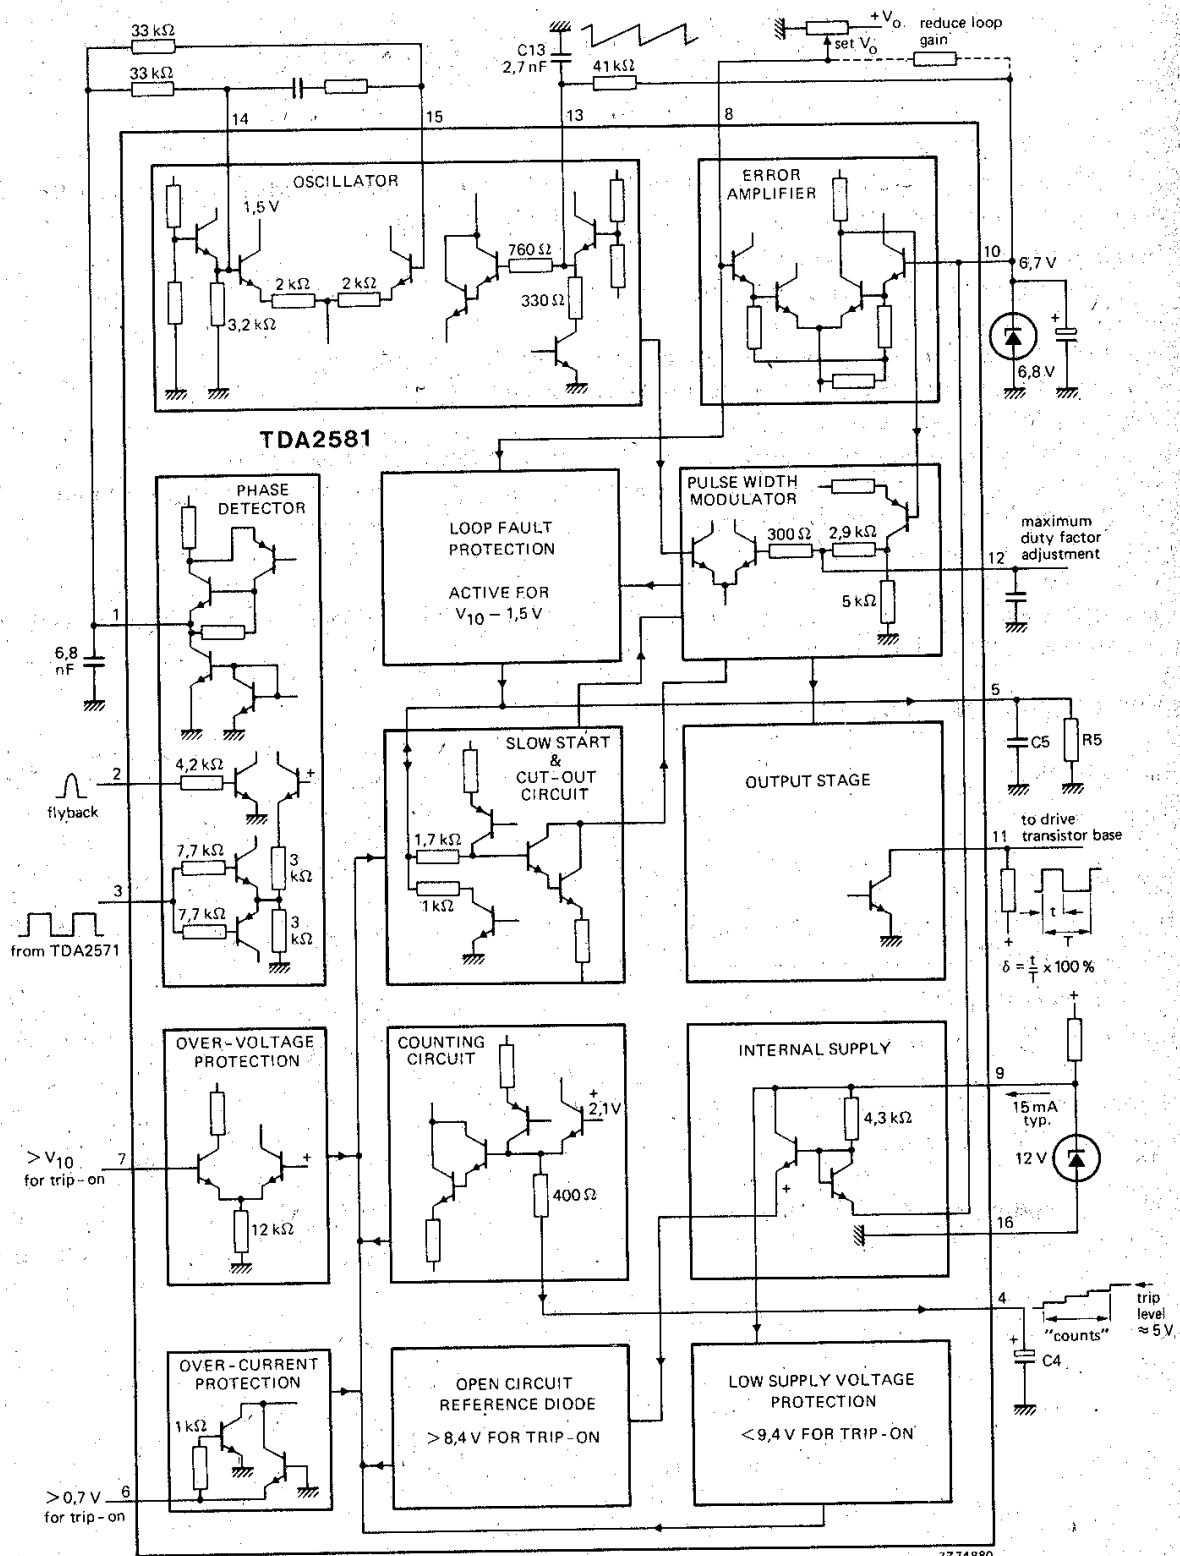 33 kΩ
33 kΩ
C13
2,7 nF
41 kΩ
+Vo
set Vo
reduce loop
gain
14
15
13
8
OSCILLATOR
1,5 V
2 kΩ
2 kΩ
3,2 kΩ
760 Ω
330 Ω
ERROR
AMPLIFIER
10
6,7 V
+
6,8 V
TDA2581
PHASE
DETECTOR
1
6,8
nF
LOOP FAULT
PROTECTION
ACTIVE FOR
V10 – 1,5 V
PULSE WIDTH
MODULATOR
300 Ω
2,9 kΩ
5 kΩ
maximum
duty factor
adjustment
12
5
C5
R5
2
flyback
4,2 kΩ
+
7,7 kΩ
7,7 kΩ
3
kΩ
3
kΩ
3
from TDA2571
SLOW START
&
CUT-OUT
CIRCUIT
1,7 kΩ
1 kΩ
OUTPUT STAGE
11
to drive
transistor base
t
T
+
δ = t/T x 100 %
OVER-VOLTAGE
PROTECTION
+
12 kΩ
> V10
for trip-on
7
COUNTING
CIRCUIT
+
2,1 V
400 Ω
INTERNAL SUPPLY
4,3 kΩ
+
+
9
15 mA
typ.
12 V
16
4
"counts"
trip
level
≈ 5 V
+
C4
OVER-CURRENT
PROTECTION
1 kΩ
> 0,7 V
for trip-on
6
OPEN CIRCUIT
REFERENCE DIODE
> 8,4 V FOR TRIP-ON
LOW SUPPLY VOLTAGE
PROTECTION
< 9,4 V FOR TRIP-ON